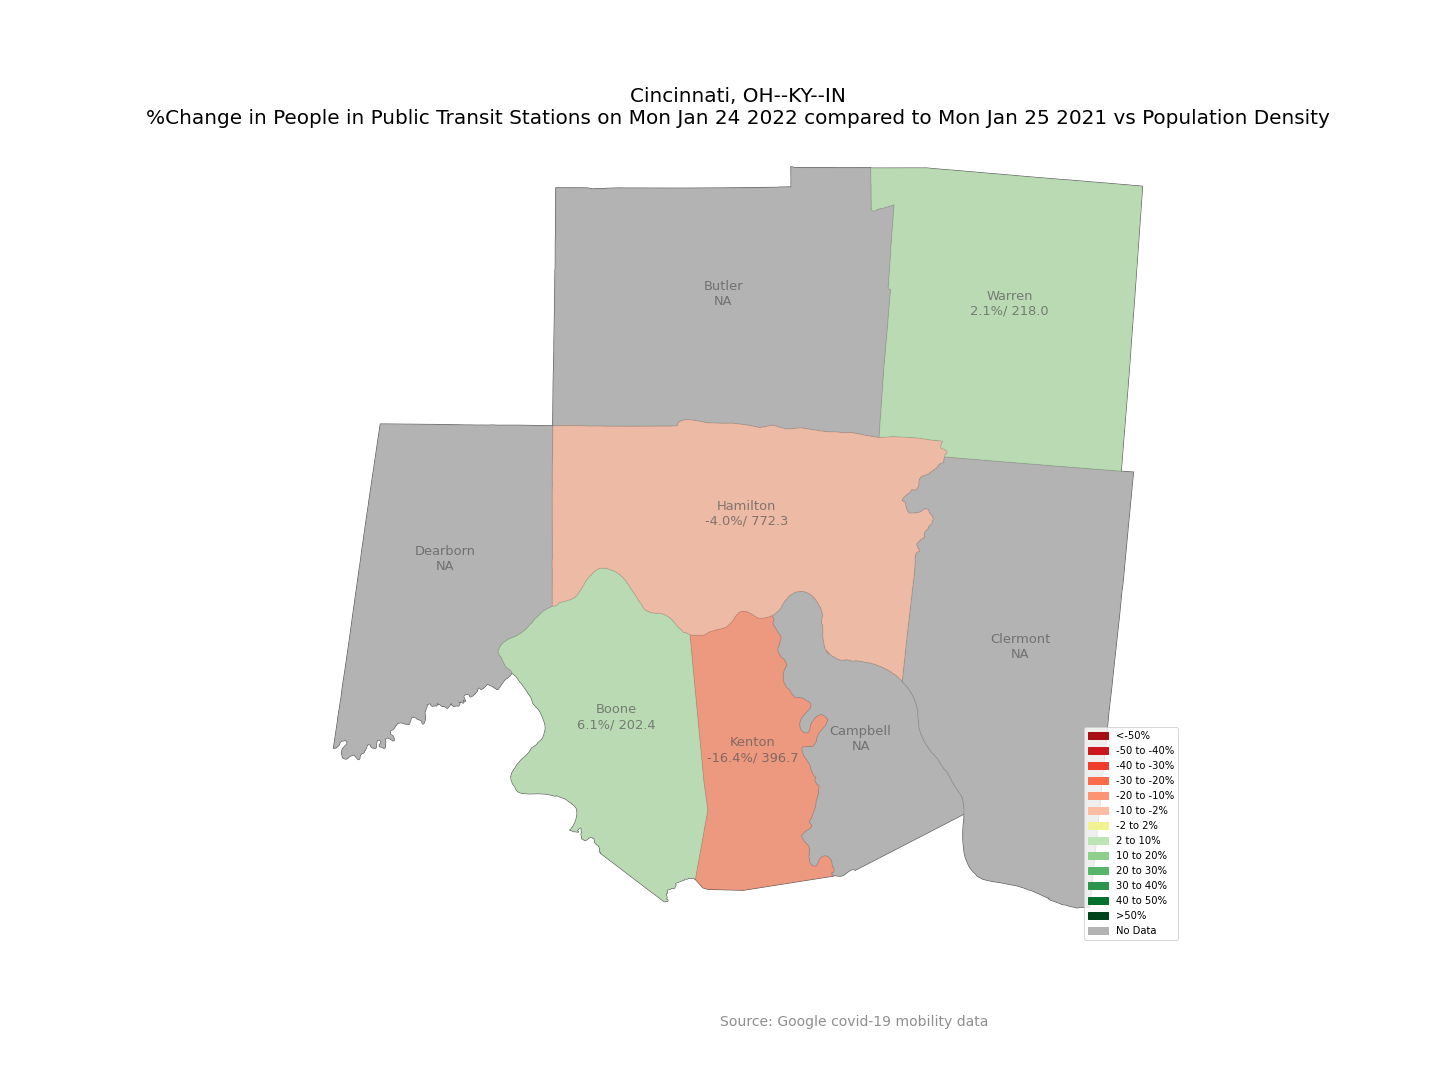 Cincinnati, OH--KY--IN
%Change in People in Public Transit Stations on Mon Jan 24 2022 compared to Mon Jan 25 2021 vs Population Density
Butler
NA
Warren
2.1%/ 218.0
Hamilton
-4.0%/ 772.3
Dearborn
NA
Clermont
NA
Boone
6.1%/ 202.4
Kenton
-16.4%/ 396.7
Campbell
NA
<-50%
-50 to -40%
-40 to -30%
-30 to -20%
-20 to -10%
-10 to -2%
-2 to 2%
2 to 10%
10 to 20%
20 to 30%
30 to 40%
40 to 50%
>50%
No Data
Source: Google covid-19 mobility data